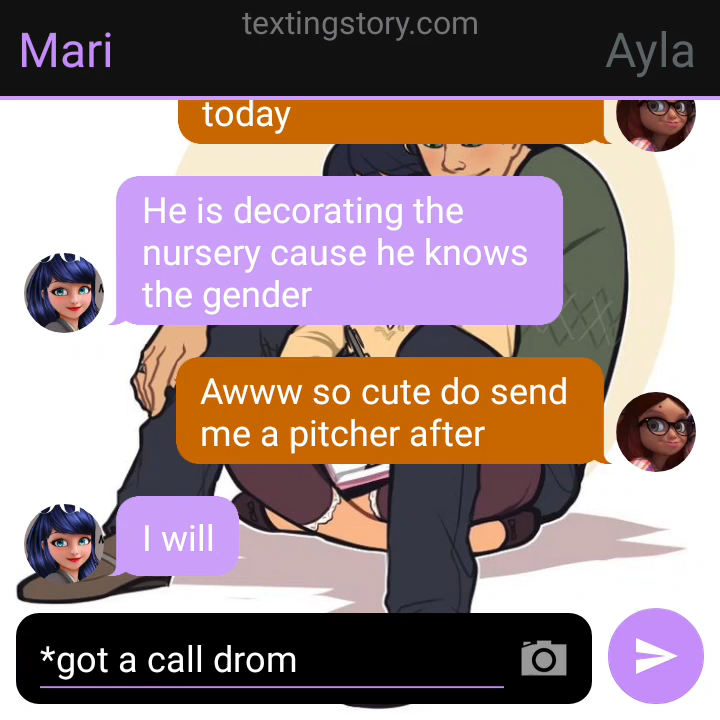 textingstory.com
Mari
Ayla
today
He is decorating the
nursery cause he knows
the gender
Awww so cute do send
me a pitcher after
I will
*got a call drom